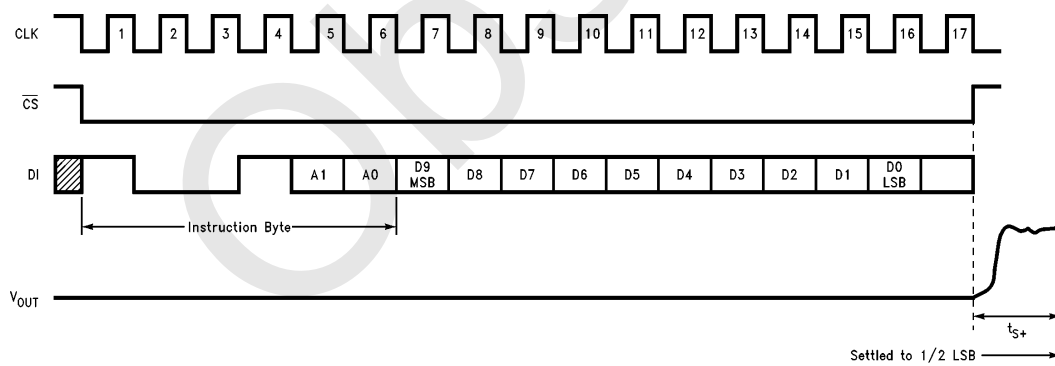 CLK 1 2 3 4 5 6 7 8 9 10 11 12 13 14 15 16 17
CS
DI A1 A0 D9 MSB D8 D7 D6 D5 D4 D3 D2 D1 D0 LSB
Instruction Byte
VOUT
tS+
Settled to 1/2 LSB